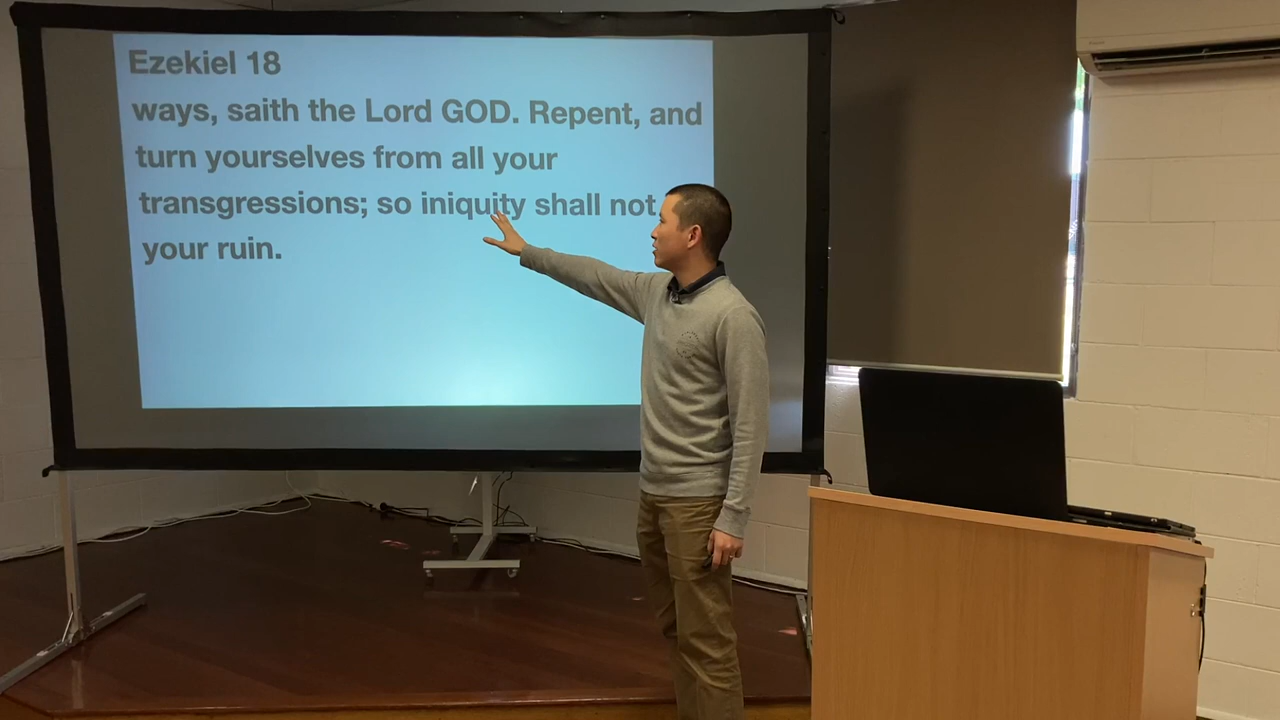 Ezekiel 18
ways, saith the Lord GOD. Repent, and
turn yourselves from all your
transgressions; so iniquity shall not
your ruin.